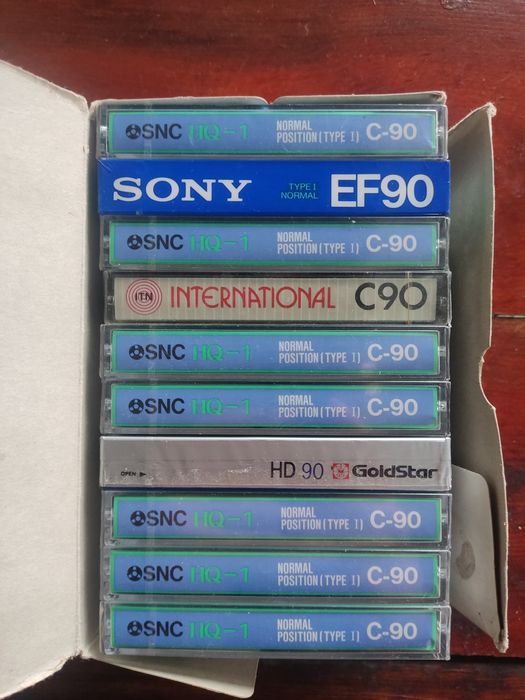 SNC HQ-1 NORMAL POSITION (TYPE I) C-90
SONY TYPE I NORMAL EF90
SNC HQ-1 NORMAL POSITION (TYPE I) C-90
ITN INTERNATIONAL C90
SNC HQ-1 NORMAL POSITION (TYPE I) C-90
SNC HQ-1 NORMAL POSITION (TYPE I) C-90
OPEN HD 90 GoldStar
SNC HQ-1 NORMAL POSITION (TYPE I) C-90
SNC HQ-1 NORMAL POSITION (TYPE I) C-90
SNC HQ-1 NORMAL POSITION (TYPE I) C-90